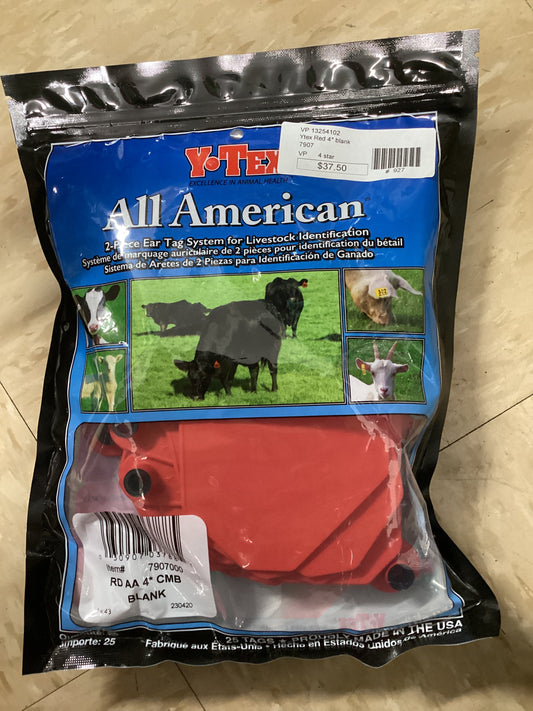 VP 13254102
Ytex Red 4* blank
7907
VP 4 star
$37.50
# 927
Y-TEX
EXCELLENCE IN ANIMAL HEALTH
All American
2-Piece Ear Tag System for Livestock Identification
Système de marquage auriculaire de 2 pièces pour identification du bétail
Sistema de Aretes de 2 Piezas para Identificación de Ganado
Item# 7907000
RD AA 4* CMB
BLANK
230420
25 TAGS PROUDLY MADE IN THE USA
Importe: 25 Fabriqué aux États-Unis Hecho en Estados Unidos de América